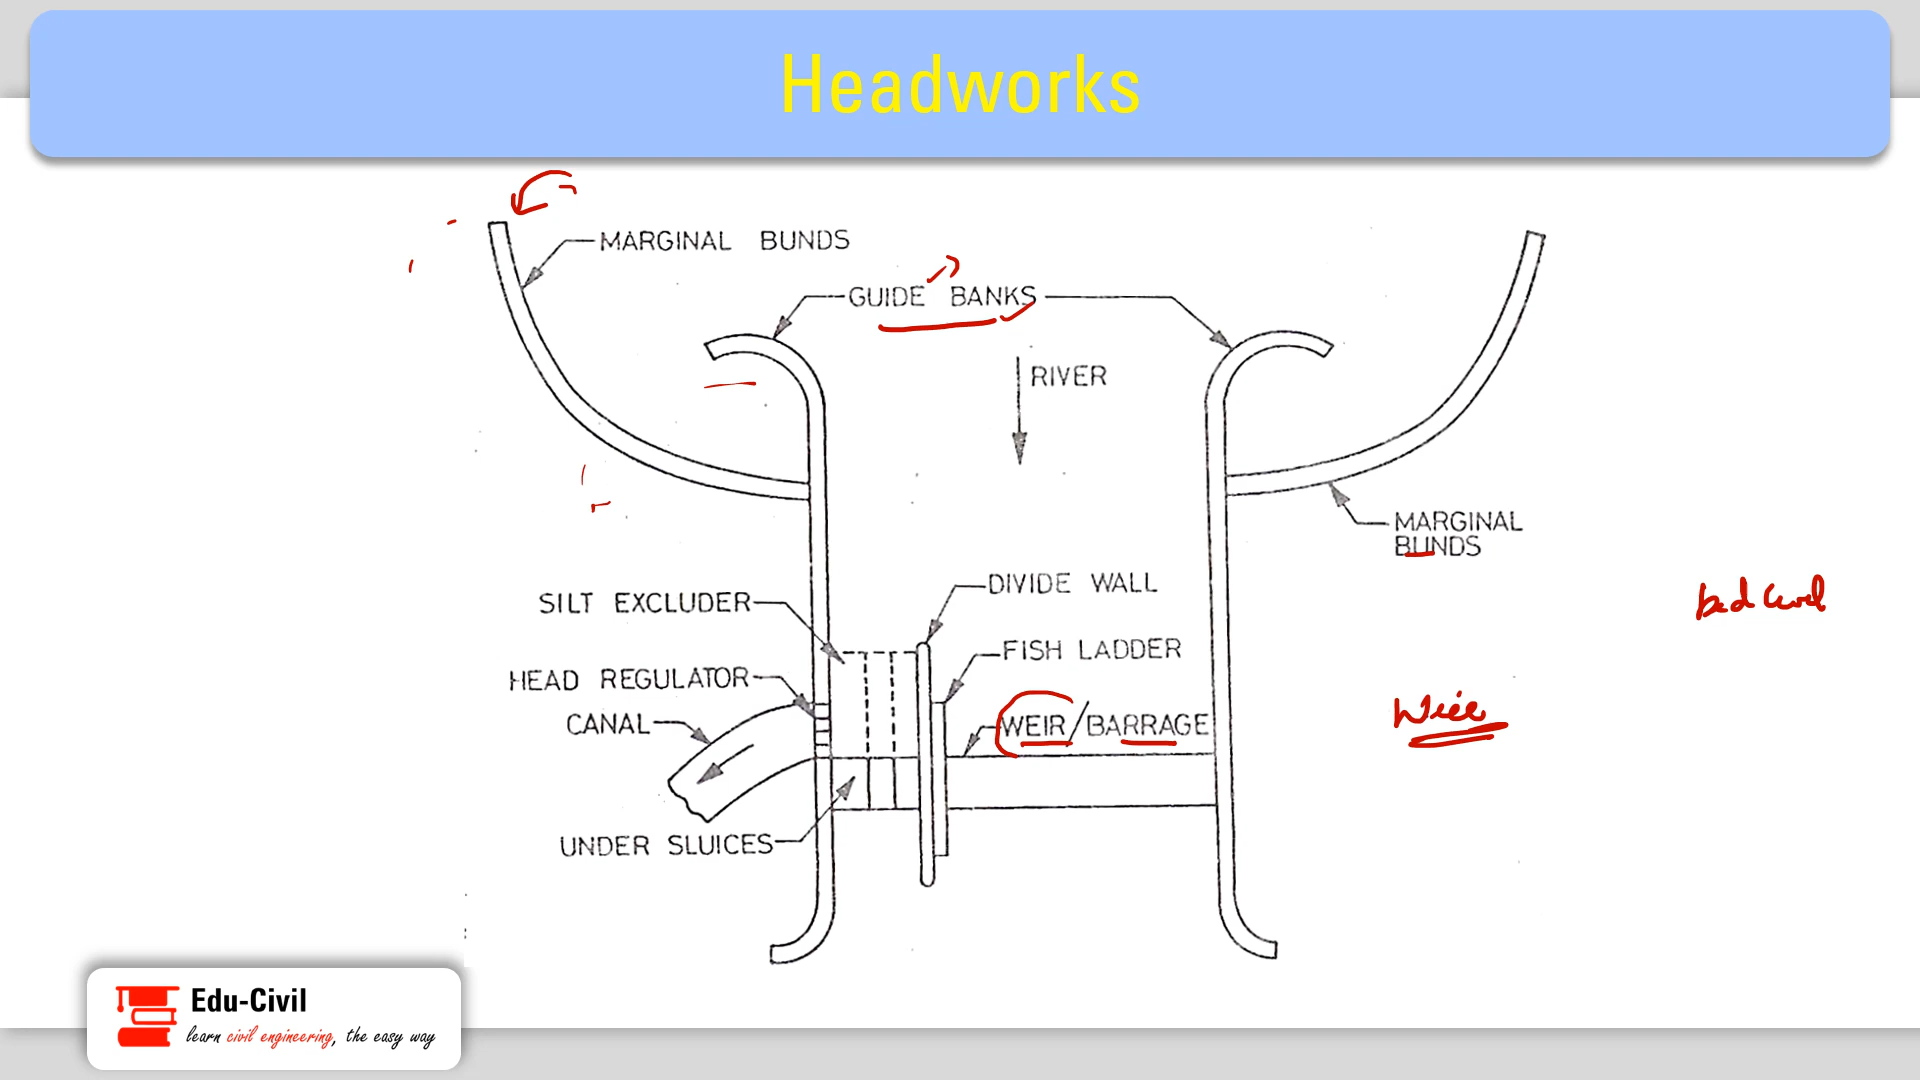 Headworks
MARGINAL BUNDS
GUIDE BANKS
RIVER
MARGINAL
BUNDS
DIVIDE WALL
SILT EXCLUDER
bed level
FISH LADDER
HEAD REGULATOR
WEIR/BARRAGE
CANAL
Weir
UNDER SLUICES
Edu-Civil
learn civil engineering, the easy way